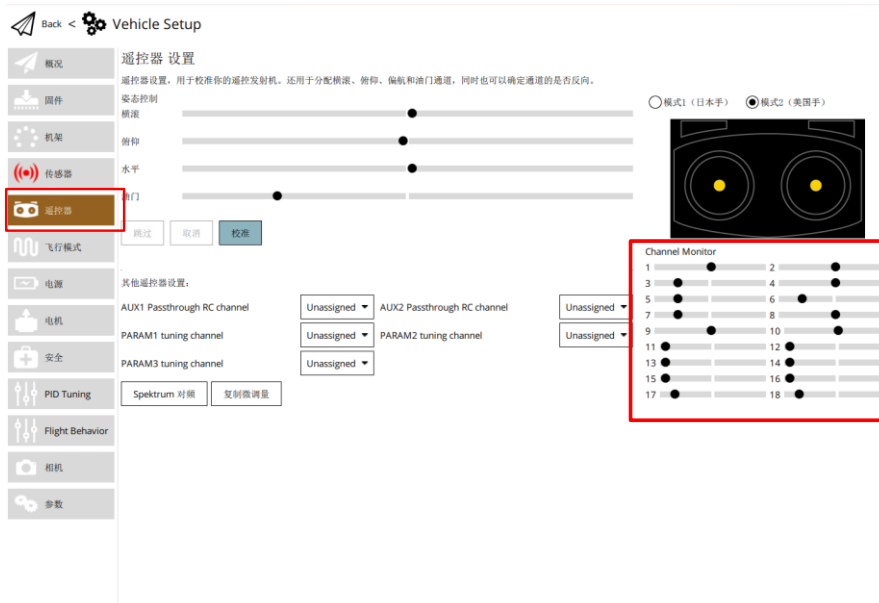 Back < Vehicle Setup
概况
固件
机架
传感器
遥控器
飞行模式
电源
电机
安全
PID Tuning
Flight Behavior
相机
参数
遥控器 设置
遥控器设置，用于校准你的遥控发射机。还用于分配横滚、俯仰、偏航和油门通道，同时也可以确定通道的是否反向。
姿态控制
横滚
俯仰
水平
油门
跳过 取消 校准
其他遥控器设置：
AUX1 Passthrough RC channel Unassigned AUX2 Passthrough RC channel Unassigned
PARAM1 tuning channel Unassigned PARAM2 tuning channel Unassigned
PARAM3 tuning channel Unassigned
Spektrum 对频 复制微调量
模式1（日本手） 模式2（美国手）
Channel Monitor
1 2
3 4
5 6
7 8
9 10
11 12
13 14
15 16
17 18